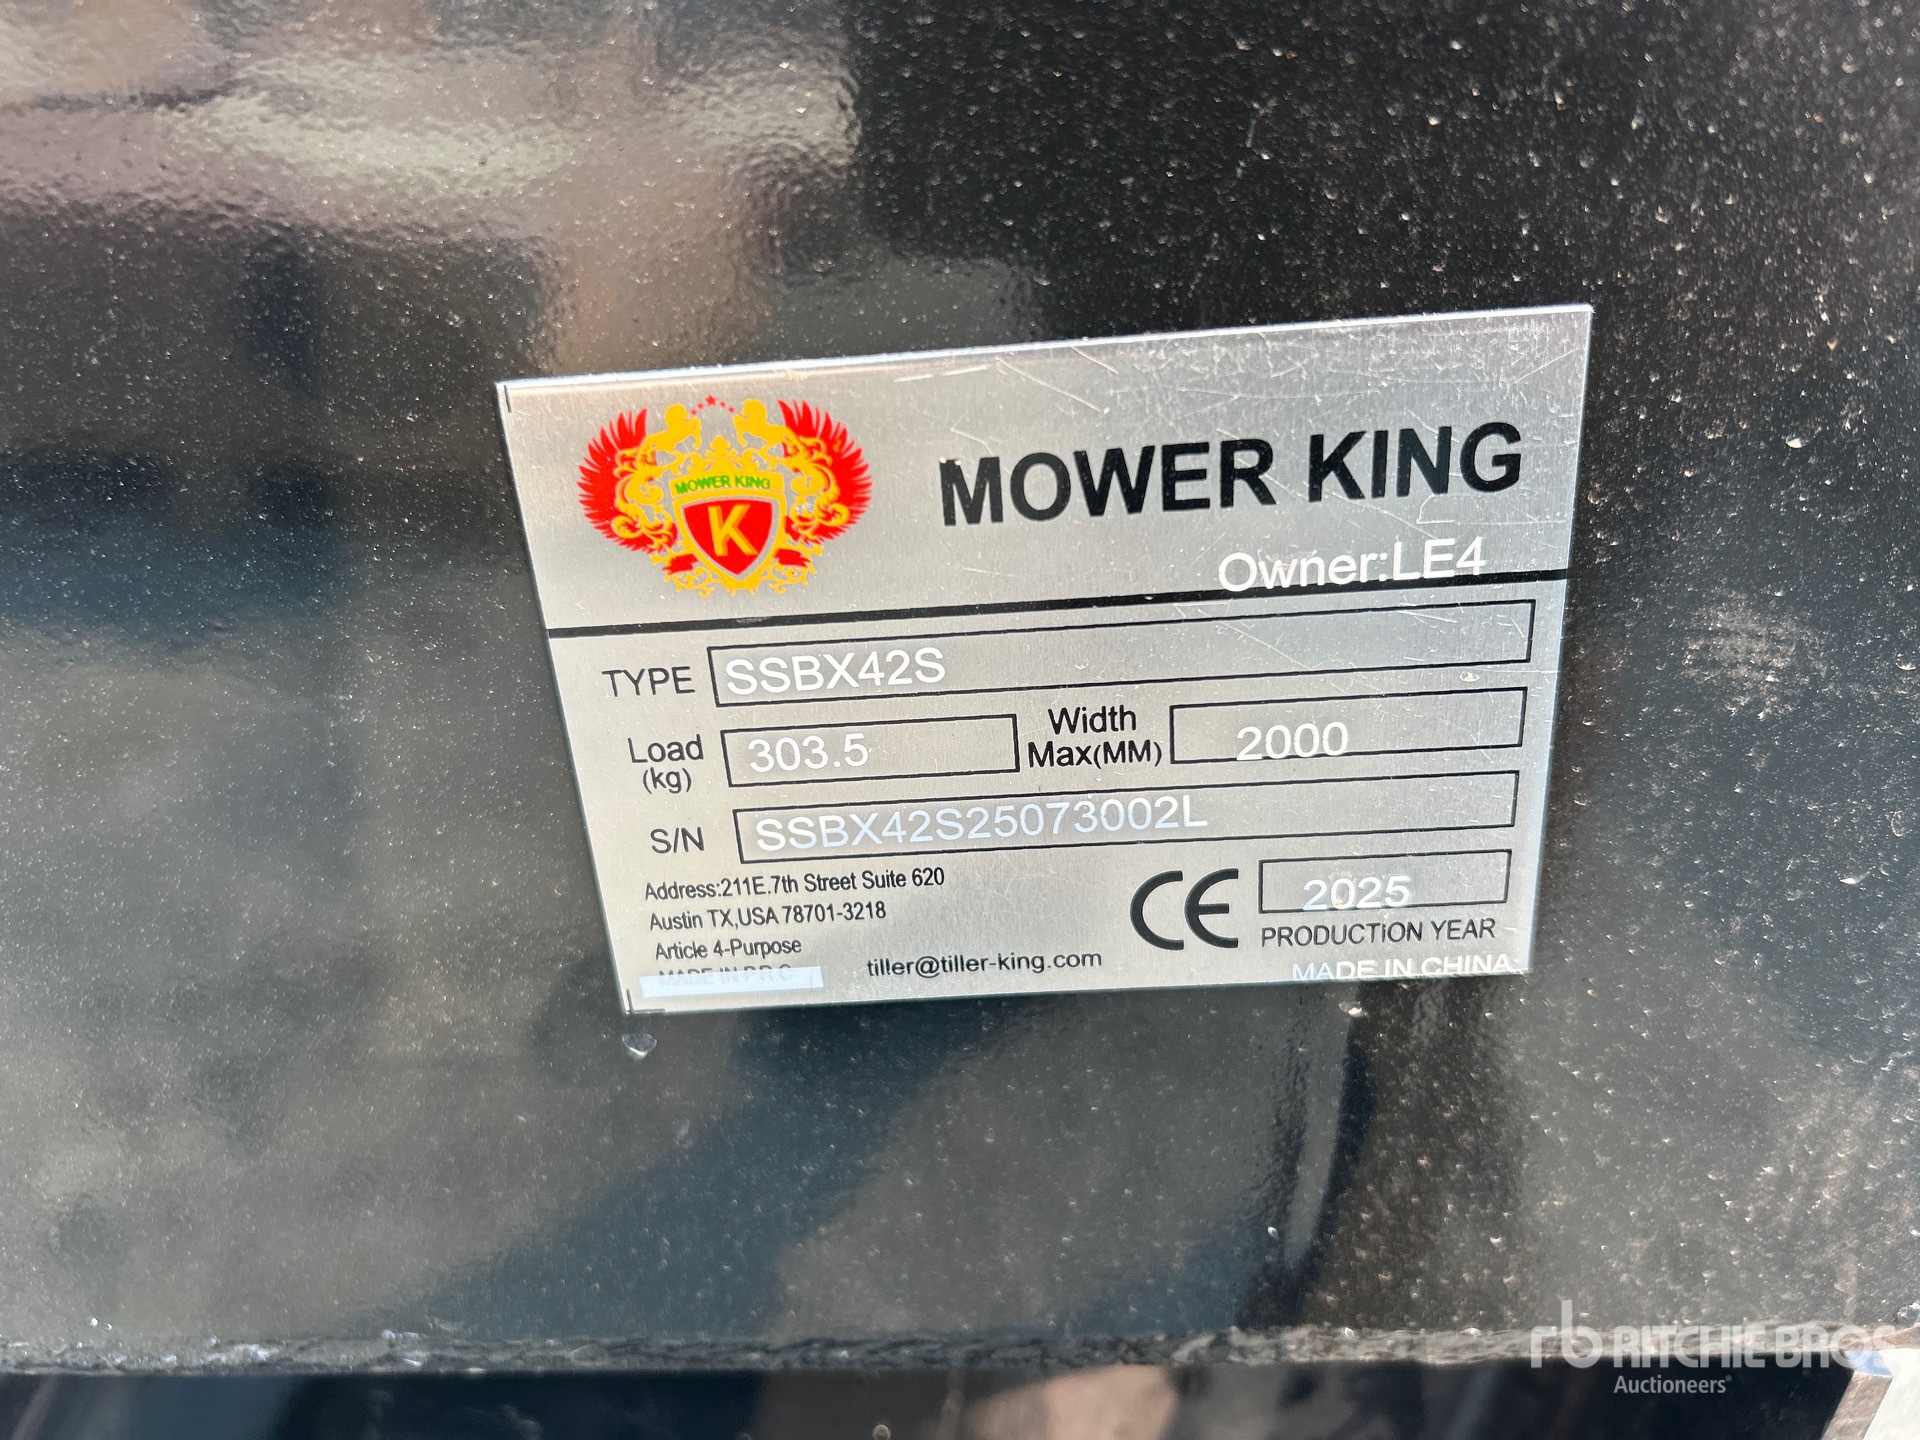 MOWER KING
K
MOWER KING
Owner:LE4
TYPE SSBX42S
Load (kg) 303.5 Width Max(MM) 2000
S/N SSBX42S25073002L
Address:211E.7th Street Suite 620
Austin TX,USA 78701-3218
Article 4-Purpose
MADE IN P.R.C
tiller@tiller-king.com
CE 2025
PRODUCTION YEAR
MADE IN CHINA
rb RITCHIE BROS
Auctioneers